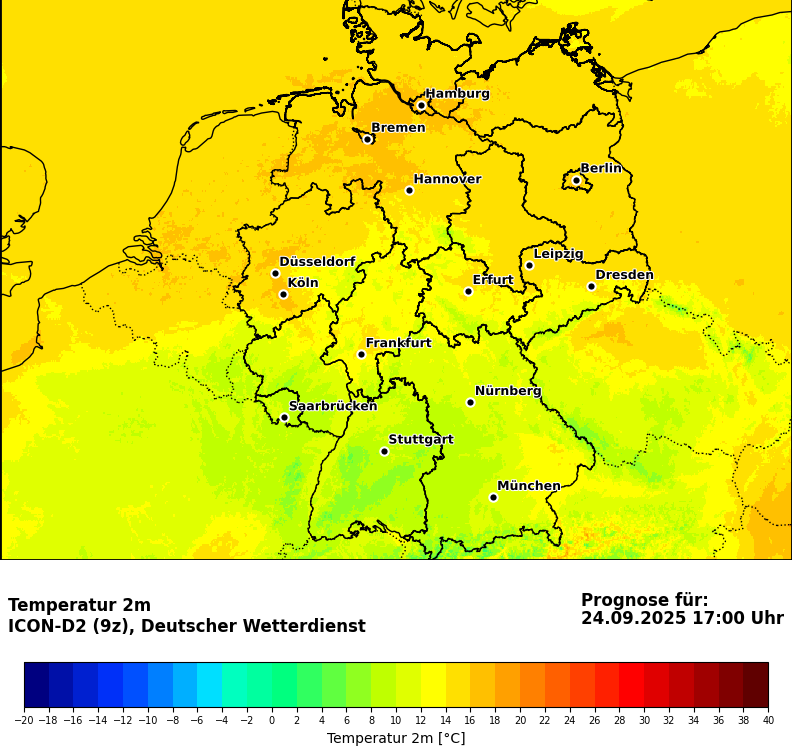 Hamburg
Bremen
Berlin
Hannover
Leipzig
Düsseldorf
Dresden
Köln
Erfurt
Frankfurt
Nürnberg
Saarbrücken
Stuttgart
München
Temperatur 2m
ICON-D2 (9z), Deutscher Wetterdienst
Prognose für:
24.09.2025 17:00 Uhr
−20 −18 −16 −14 −12 −10 −8 −6 −4 −2 0 2 4 6 8 10 12 14 16 18 20 22 24 26 28 30 32 34 36 38 40
Temperatur 2m [°C]